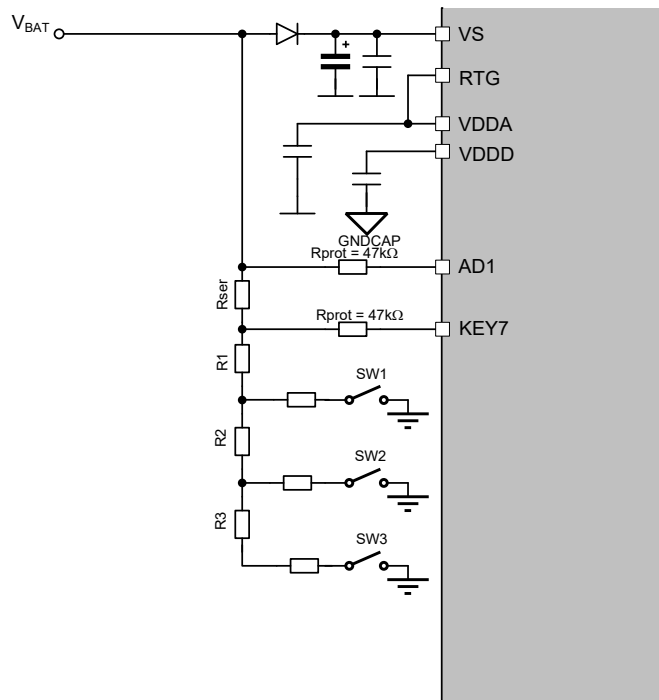 VBAT
VS
+
RTG
VDDA
VDDD
GNDCAP
Rprot = 47kΩ
AD1
Rser
Rprot = 47kΩ
KEY7
R1
SW1
R2
SW2
R3
SW3